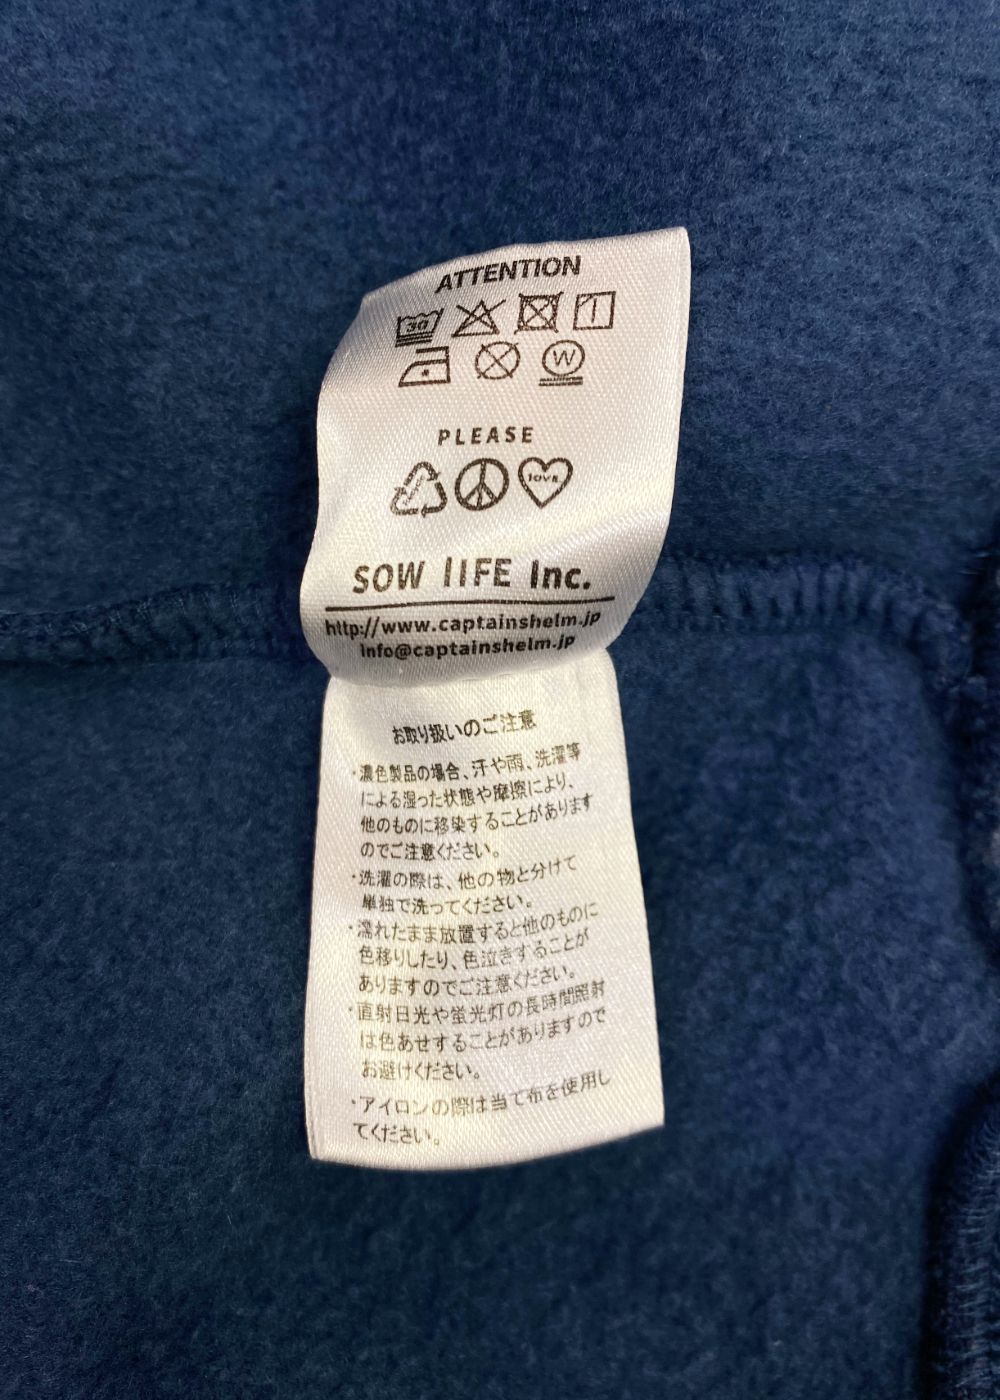 ATTENTION
30
W
PLEASE
LOVE
SOW lIFE Inc.
http://www.captainshelm.jp
info@captainshelm.jp
お取り扱いのご注意
・濃色製品の場合、汗や雨、洗濯等
による湿った状態や摩擦により、
他のものに移染することがあります
のでご注意ください。
・洗濯の際は、他の物と分けて
単独で洗ってください。
・濡れたまま放置すると他のものに
色移りしたり、色泣きすることが
ありますのでご注意ください。
・直射日光や蛍光灯の長時間照射
は色あせすることがありますので
お避けください。
・アイロンの際は当て布を使用し
てください。